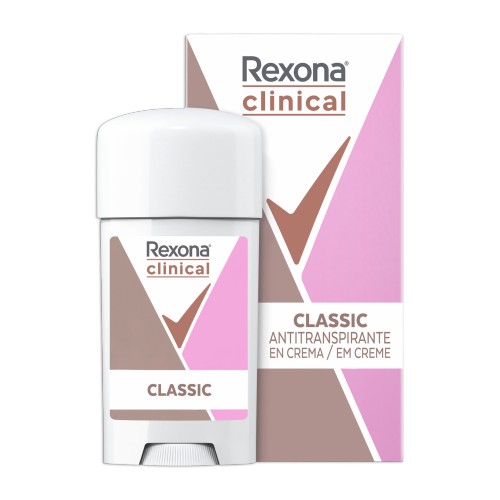 Rexona®
clinical
CLASSIC
ANTITRANSPIRANTE
EN CREMA / EM CREME
Rexona®
clinical
CLASSIC